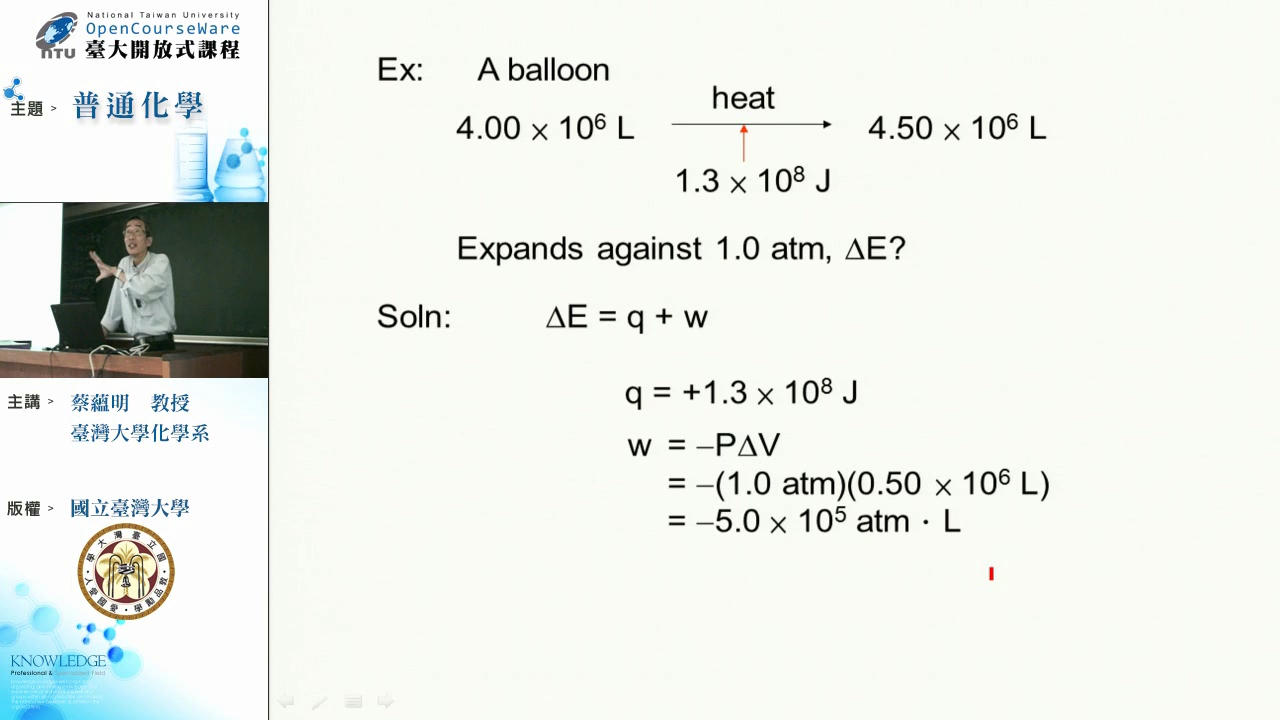 National Taiwan University
OpenCourseWare
NTU 臺大開放式課程
主題 > 普通化學
主講 > 蔡蘊明 教授
臺灣大學化學系
版權 > 國立臺灣大學
KNOWLEDGE
Ex: A balloon
heat
4.00 × 10⁶ L 4.50 × 10⁶ L
1.3 × 10⁸ J
Expands against 1.0 atm, ΔE?
Soln: ΔE = q + w
q = +1.3 × 10⁸ J
w = –PΔV
= –(1.0 atm)(0.50 × 10⁶ L)
= –5.0 × 10⁵ atm · L